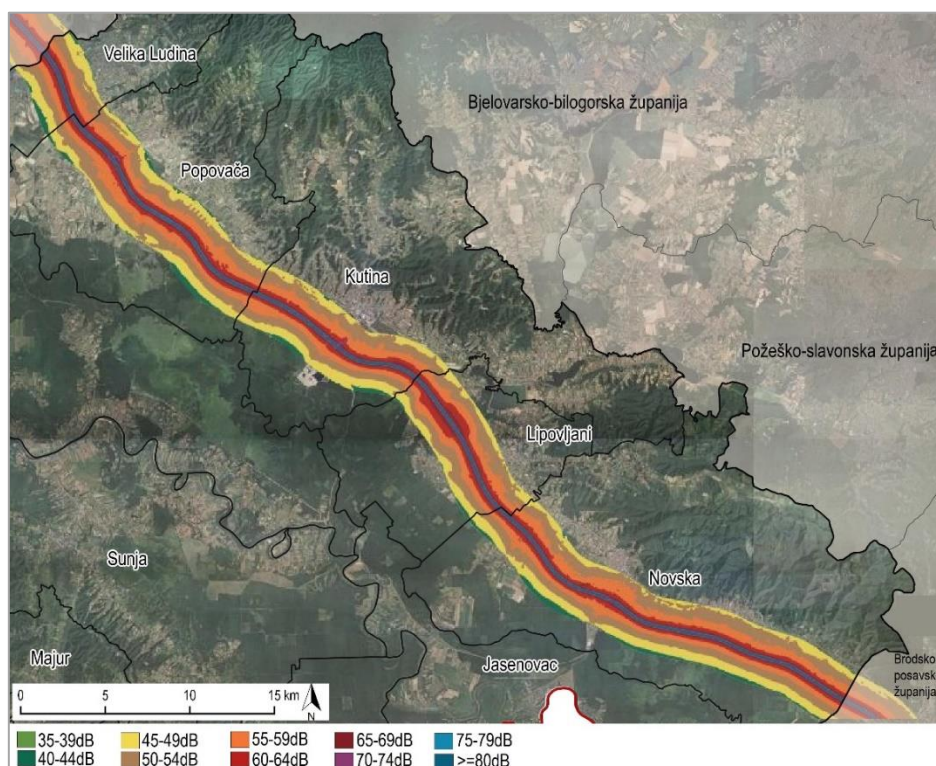 Velika Ludina
Bjelovarsko-bilogorska županija
Popovača
Kutina
Požeško-slavonska županija
Lipovljani
Sunja
Novska
Majur
Jasenovac
Brodsko
posavsk
županija
0 5 10 15 km
N
35-39dB 45-49dB 55-59dB 65-69dB 75-79dB
40-44dB 50-54dB 60-64dB 70-74dB >=80dB